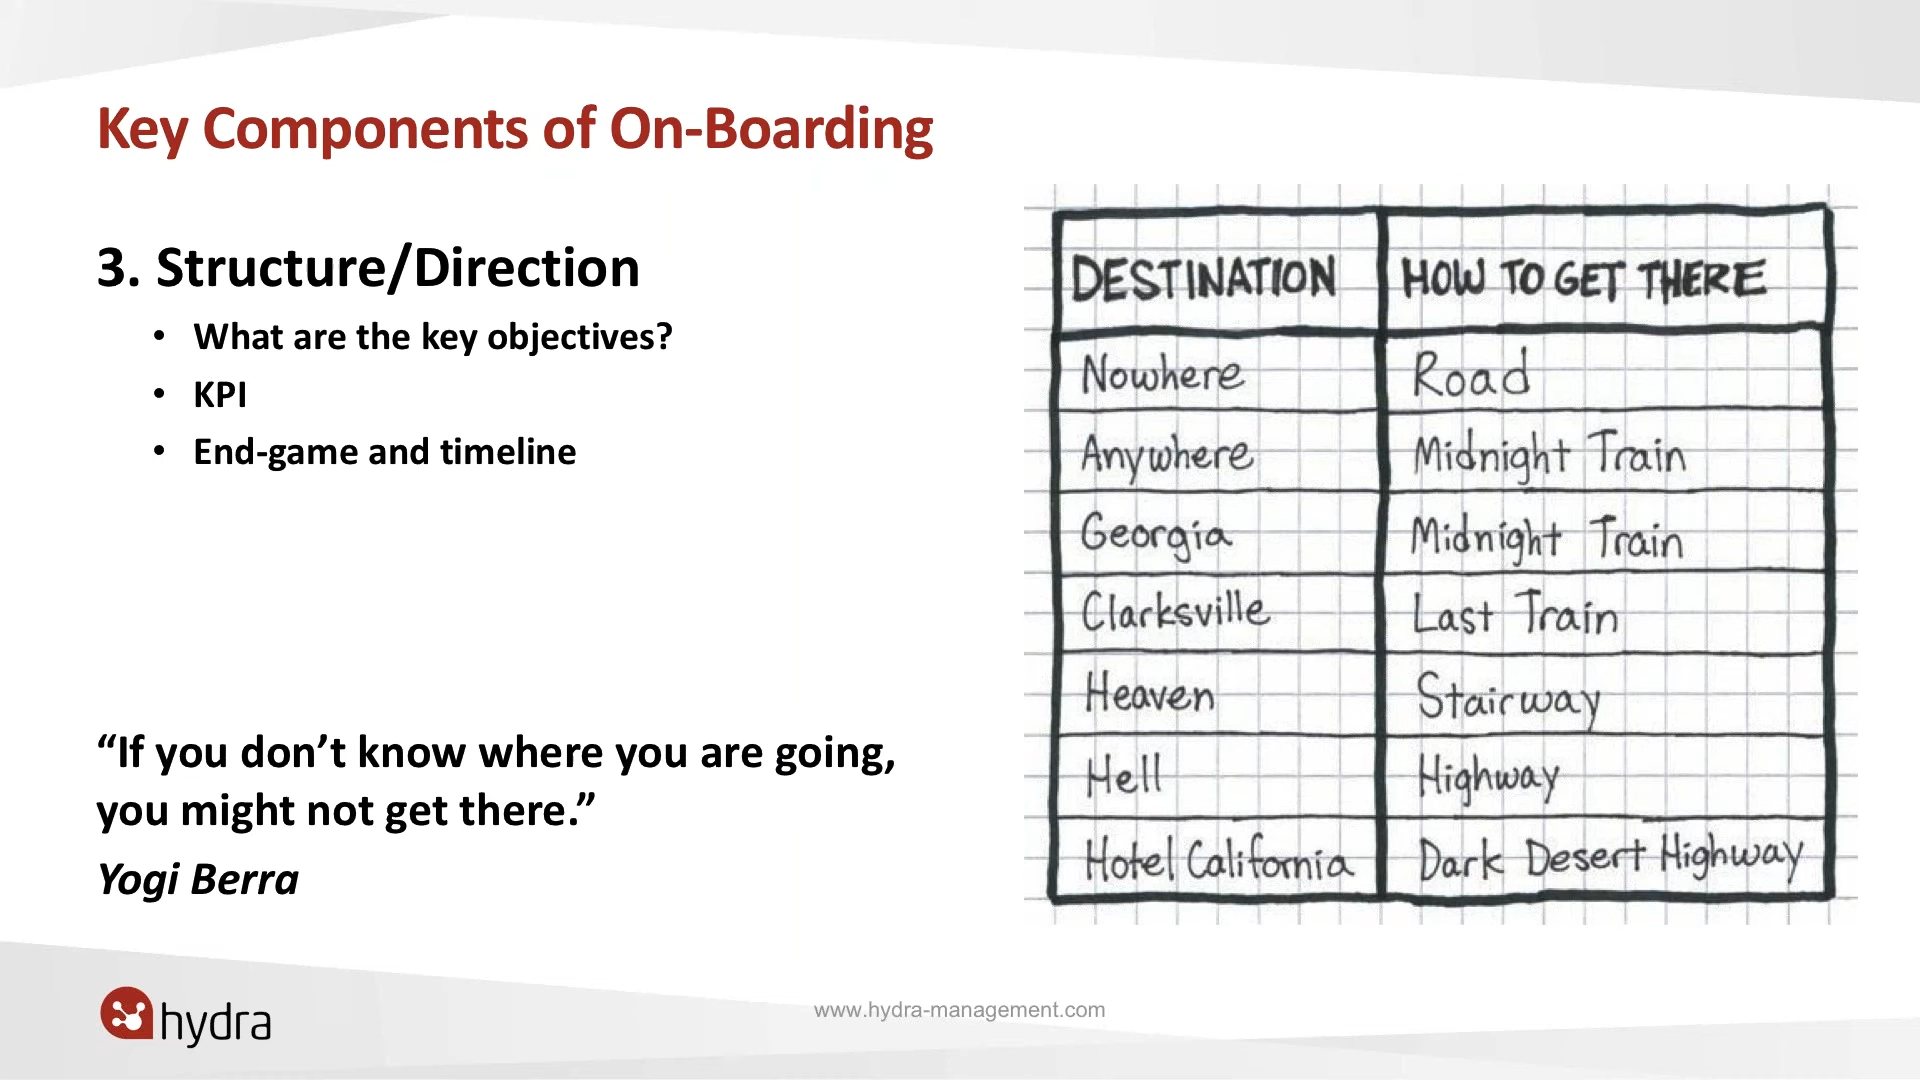 Key Components of On-Boarding
3. Structure/Direction
• What are the key objectives?
• KPI
• End-game and timeline
“If you don’t know where you are going,
you might not get there.”
Yogi Berra
DESTINATION HOW TO GET THERE
Nowhere Road
Anywhere Midnight Train
Georgia Midnight Train
Clarksville Last Train
Heaven Stairway
Hell Highway
Hotel California Dark Desert Highway
hydra
www.hydra-management.com